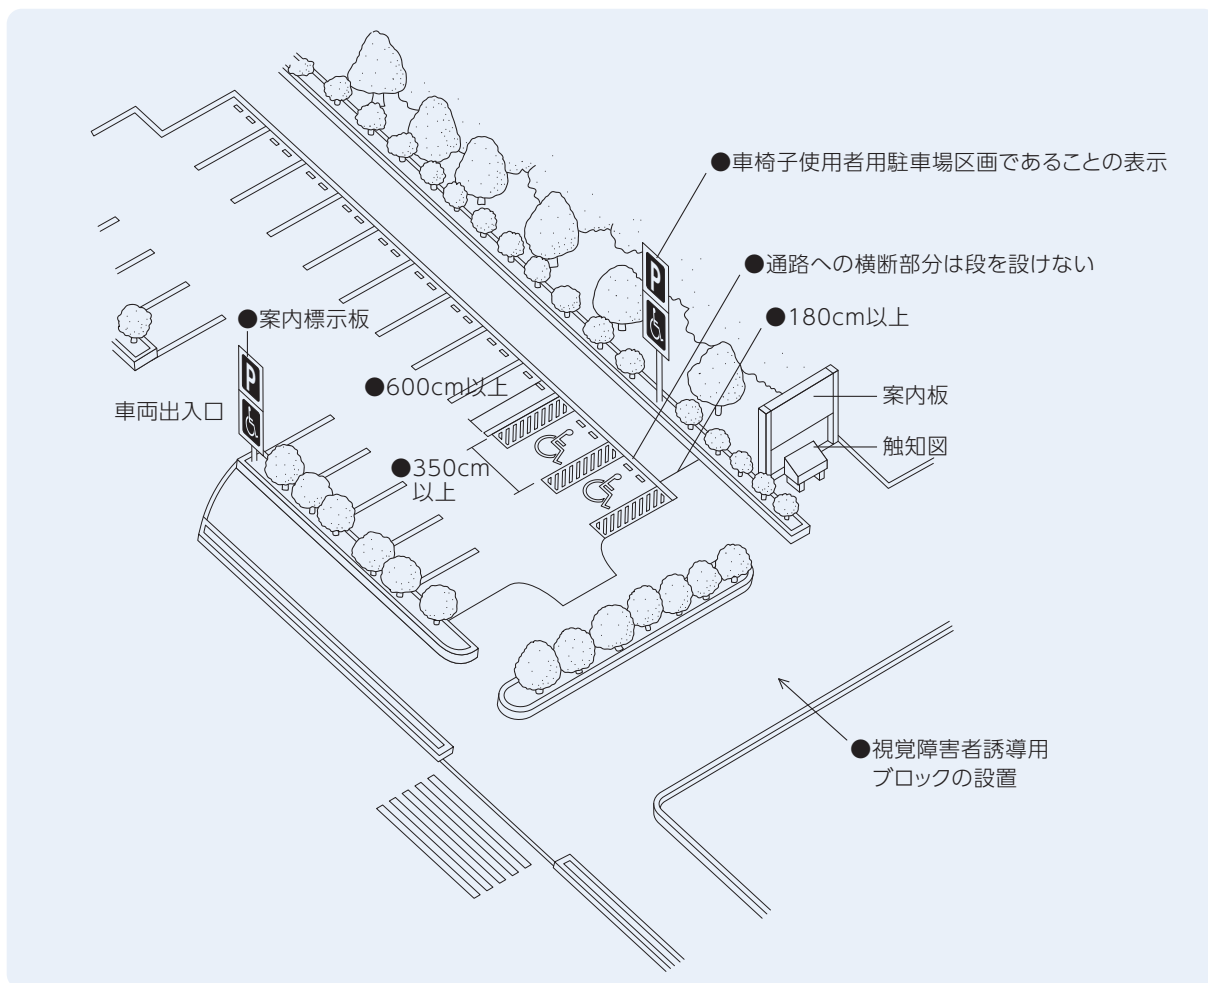 ●車椅子使用者用駐車場区画であることの表示
●通路への横断部分は段を設けない
●180cm以上
●案内標示板
P
P
●600cm以上
案内板
車両出入口
触知図
●350cm
以上
●視覚障害者誘導用
ブロックの設置